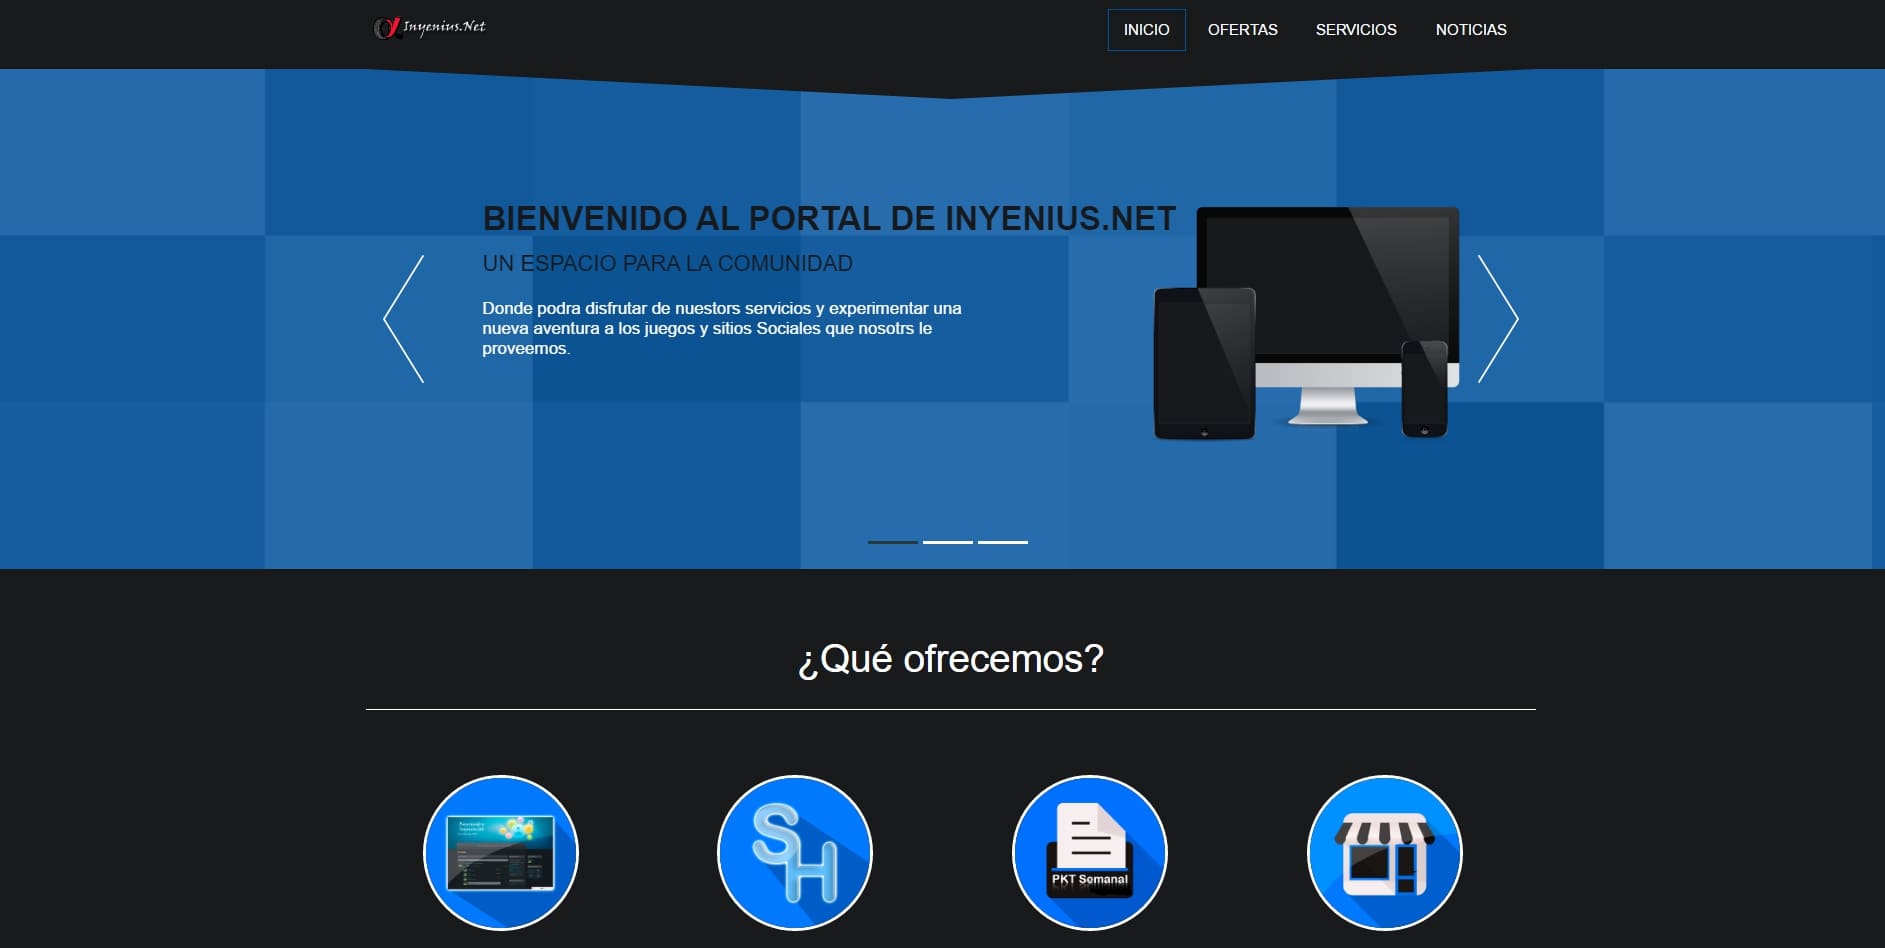 Inyenius.Net
INICIO
OFERTAS
SERVICIOS
NOTICIAS
BIENVENIDO AL PORTAL DE INYENIUS.NET
UN ESPACIO PARA LA COMUNIDAD
Donde podra disfrutar de nuestors servicios y experimentar una
nueva aventura a los juegos y sitios Sociales que nosotrs le
proveemos.
¿Qué ofrecemos?
SH
PKT Semanal